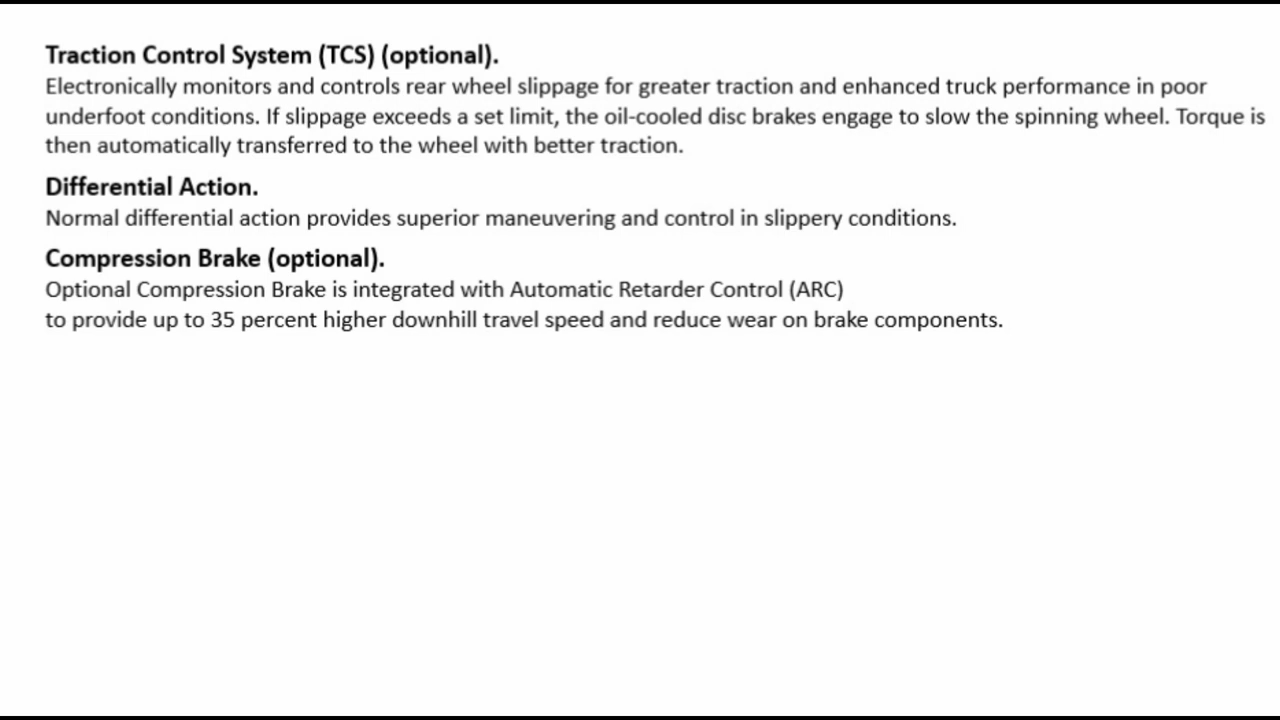 Traction Control System (TCS) (optional).
Electronically monitors and controls rear wheel slippage for greater traction and enhanced truck performance in poor
underfoot conditions. If slippage exceeds a set limit, the oil-cooled disc brakes engage to slow the spinning wheel. Torque is
then automatically transferred to the wheel with better traction.
Differential Action.
Normal differential action provides superior maneuvering and control in slippery conditions.
Compression Brake (optional).
Optional Compression Brake is integrated with Automatic Retarder Control (ARC)
to provide up to 35 percent higher downhill travel speed and reduce wear on brake components.